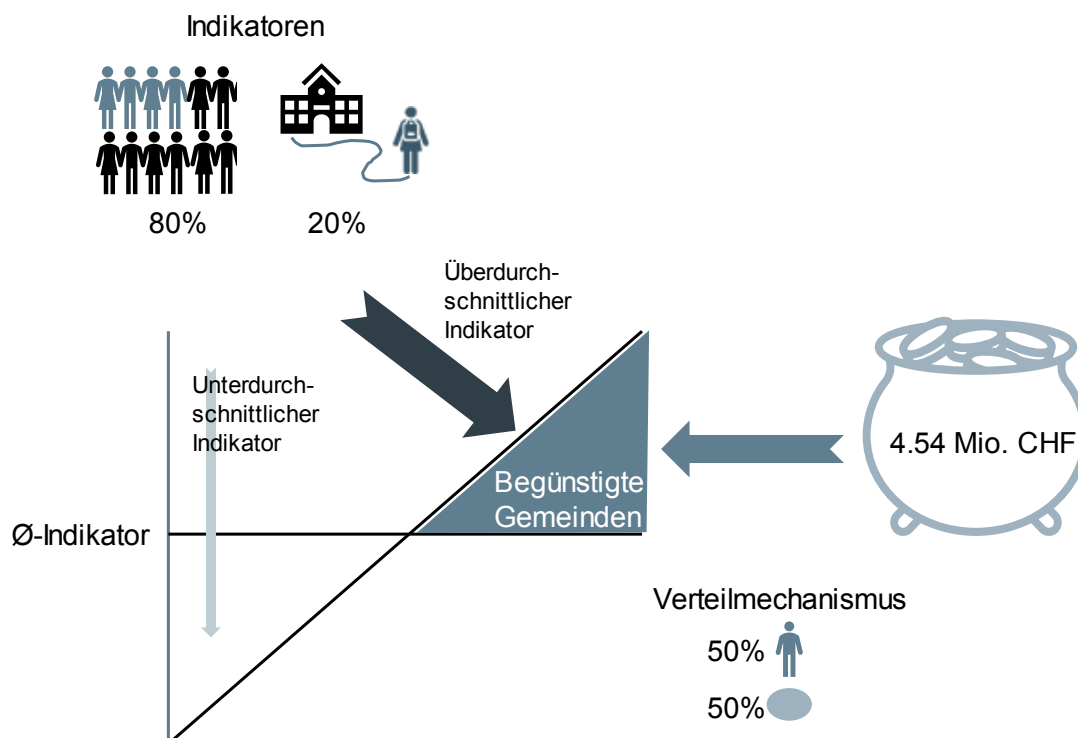 Indikatoren
80%
20%
Überdurch-
schnittlicher
Indikator
Unterdurch-
schnittlicher
Indikator
4.54 Mio. CHF
Begünstigte
Gemeinden
Ø-Indikator
Verteilmechanismus
50%
50%